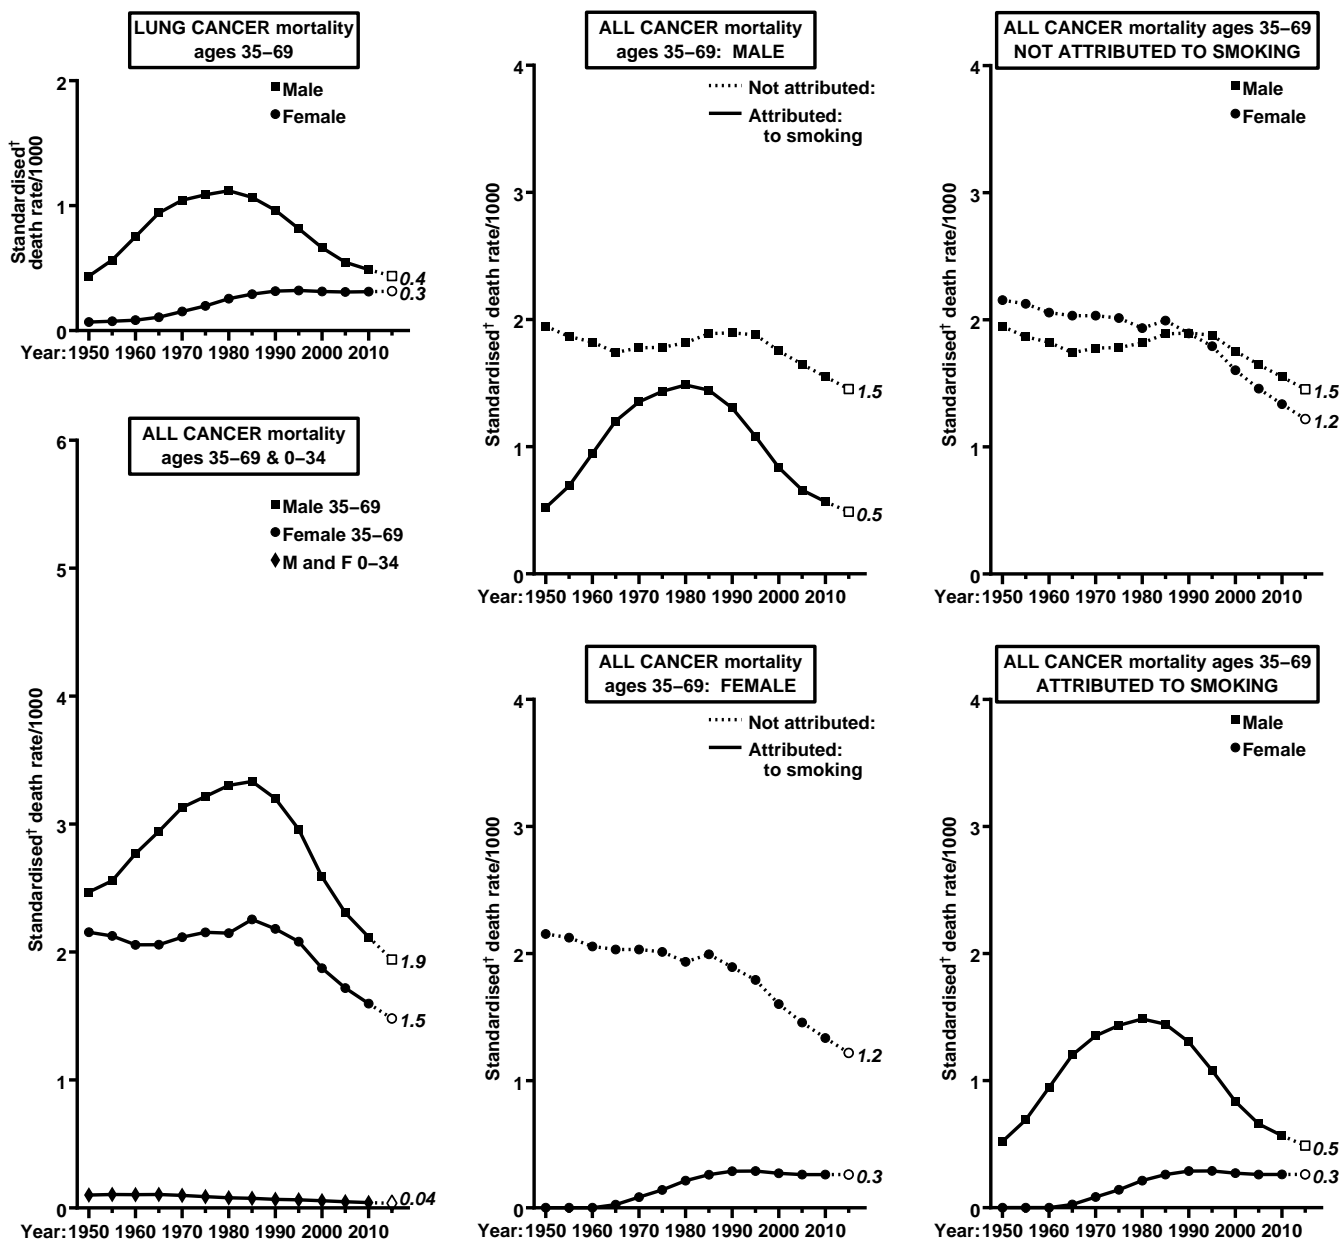 LUNG CANCER mortality
ages 35–69
Male
Female
Standardised†
death rate/1000
2
1
0
Year: 1950 1960 1970 1980 1990 2000 2010
0.4
0.3
ALL CANCER mortality
ages 35–69 & 0–34
Male 35–69
Female 35–69
M and F 0–34
Standardised† death rate/1000
6
5
4
3
2
1
0
Year: 1950 1960 1970 1980 1990 2000 2010
1.9
1.5
0.04
ALL CANCER mortality
ages 35–69: MALE
Not attributed:
Attributed:
to smoking
Standardised† death rate/1000
4
3
2
1
0
Year: 1950 1960 1970 1980 1990 2000 2010
1.5
0.5
ALL CANCER mortality
ages 35–69: FEMALE
Not attributed:
Attributed:
to smoking
Standardised† death rate/1000
4
3
2
1
0
Year: 1950 1960 1970 1980 1990 2000 2010
1.2
0.3
ALL CANCER mortality ages 35–69
NOT ATTRIBUTED TO SMOKING
Male
Female
Standardised† death rate/1000
4
3
2
1
0
Year: 1950 1960 1970 1980 1990 2000 2010
1.5
1.2
ALL CANCER mortality ages 35–69
ATTRIBUTED TO SMOKING
Male
Female
Standardised† death rate/1000
4
3
2
1
0
Year: 1950 1960 1970 1980 1990 2000 2010
0.5
0.3